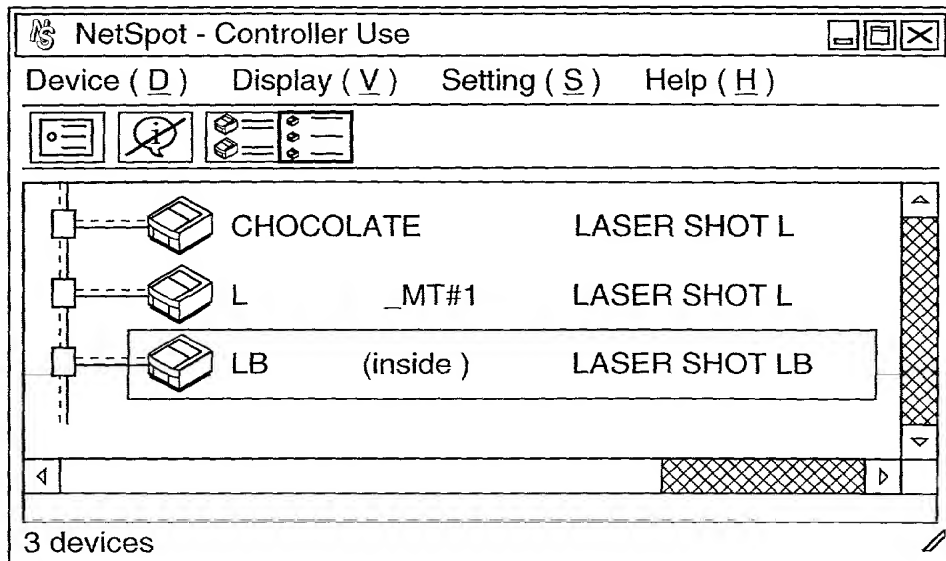 NetSpot - Controller Use
Device ( D ) Display ( V ) Setting ( S ) Help ( H )
CHOCOLATE LASER SHOT L
L _MT#1 LASER SHOT L
LB (inside ) LASER SHOT LB
3 devices